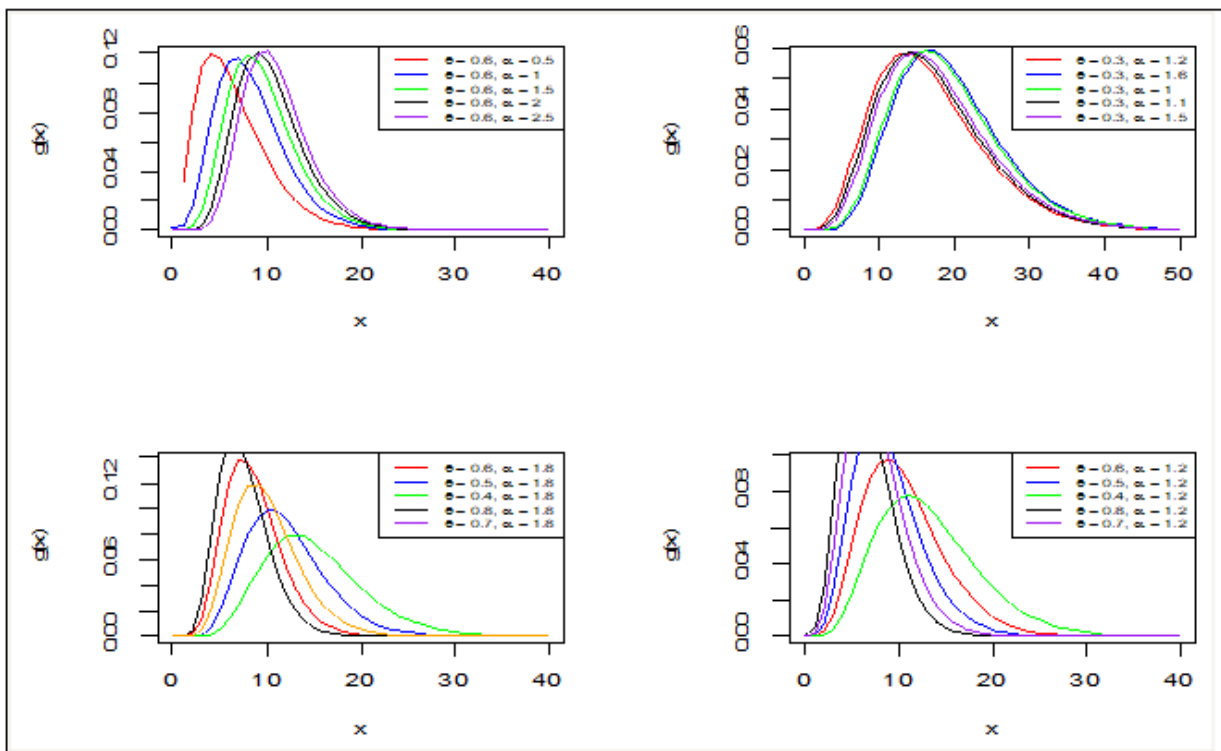 g(x)
0.00 0.04 0.08 0.12
θ − 0.6, α − 0.5
θ − 0.6, α − 1
θ − 0.6, α − 1.5
θ − 0.6, α − 2
θ − 0.6, α − 2.5
0 10 20 30 40
x
g(x)
0.00 0.02 0.04 0.06
θ − 0.3, α − 1.2
θ − 0.3, α − 1.6
θ − 0.3, α − 1
θ − 0.3, α − 1.1
θ − 0.3, α − 1.5
0 10 20 30 40 50
x
g(x)
0.00 0.06 0.12
θ − 0.6, α − 1.8
θ − 0.5, α − 1.8
θ − 0.4, α − 1.8
θ − 0.8, α − 1.8
θ − 0.7, α − 1.8
0 10 20 30 40
x
g(x)
0.00 0.04 0.08
θ − 0.6, α − 1.2
θ − 0.5, α − 1.2
θ − 0.4, α − 1.2
θ − 0.8, α − 1.2
θ − 0.7, α − 1.2
0 10 20 30 40
x